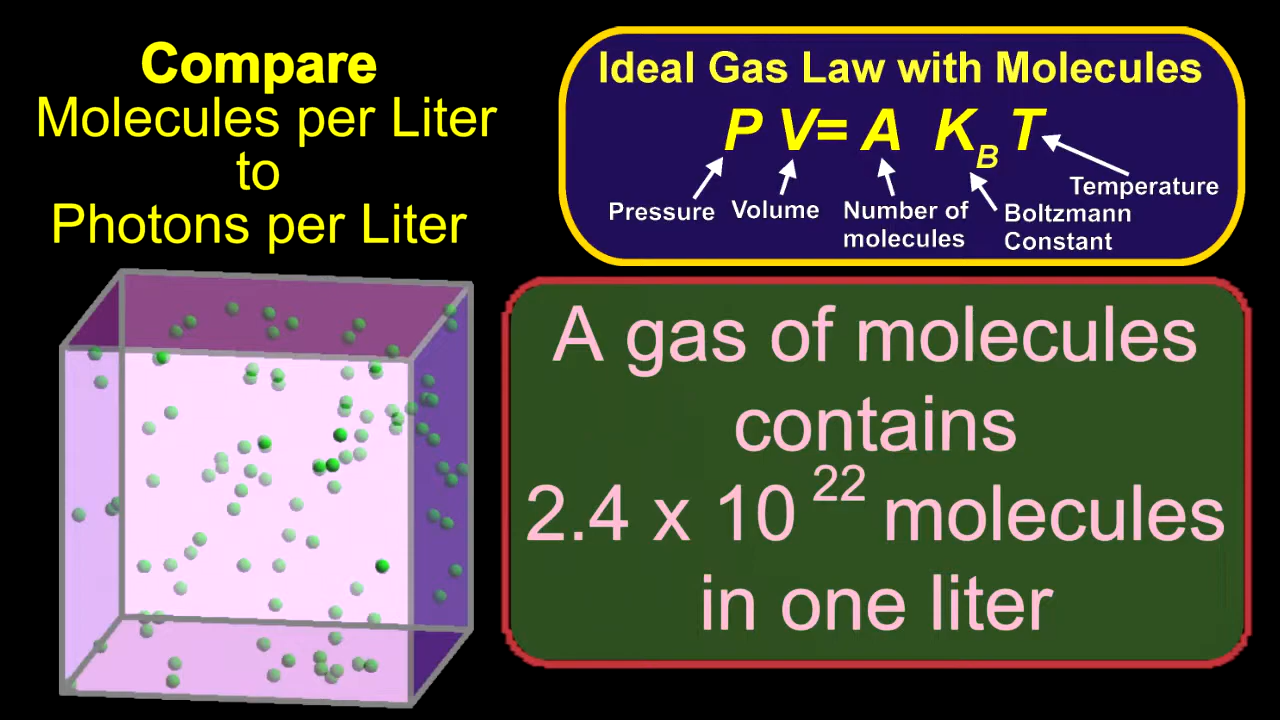 Compare
Molecules per Liter
to
Photons per Liter
Ideal Gas Law with Molecules
P V= A K_B T
Temperature
Pressure
Volume
Number of
molecules
Boltzmann
Constant
A gas of molecules
contains
2.4 x 10^22 molecules
in one liter